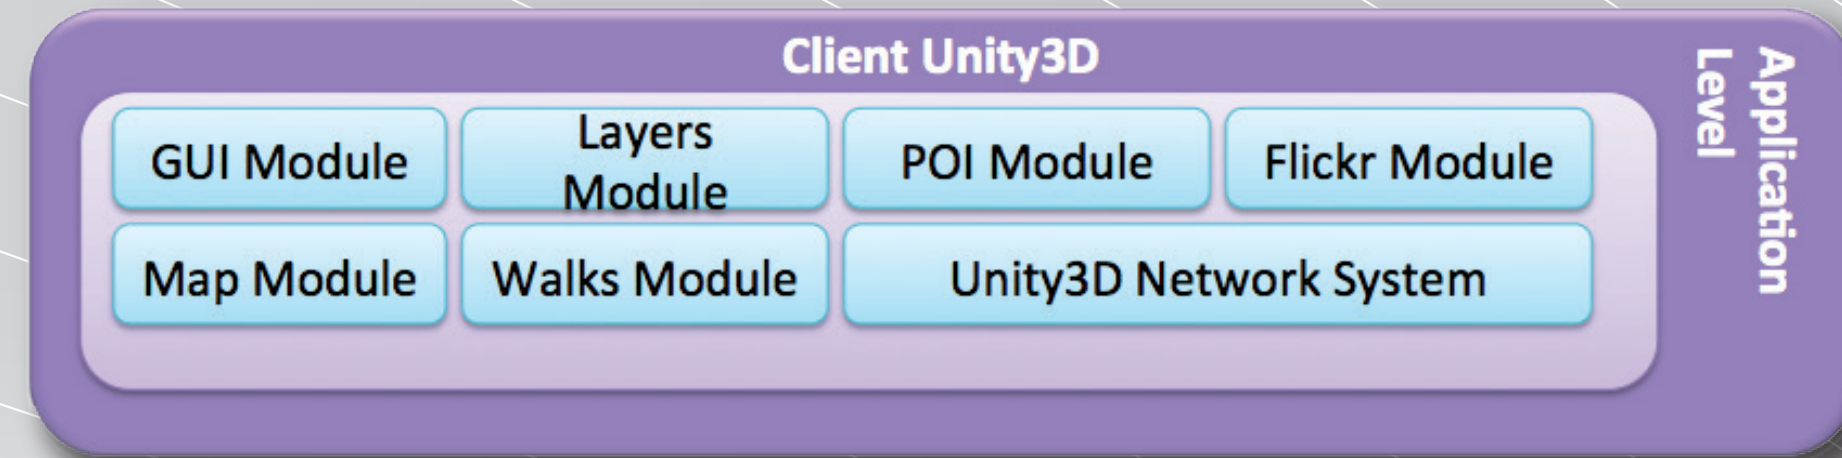 Client Unity3D
GUI Module
Layers
Module
POI Module
Flickr Module
Map Module
Walks Module
Unity3D Network System
Application
Level